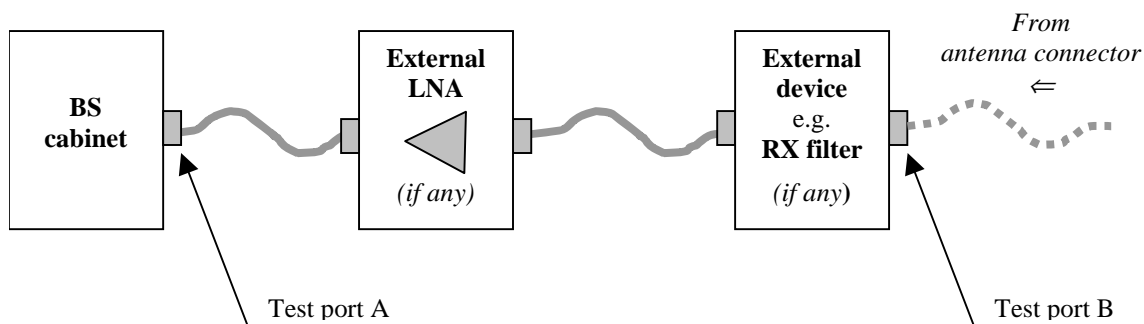 BS
cabinet
External
LNA
(if any)
External
device
e.g.
RX filter
(if any)
From
antenna connector
⇐
Test port A
Test port B